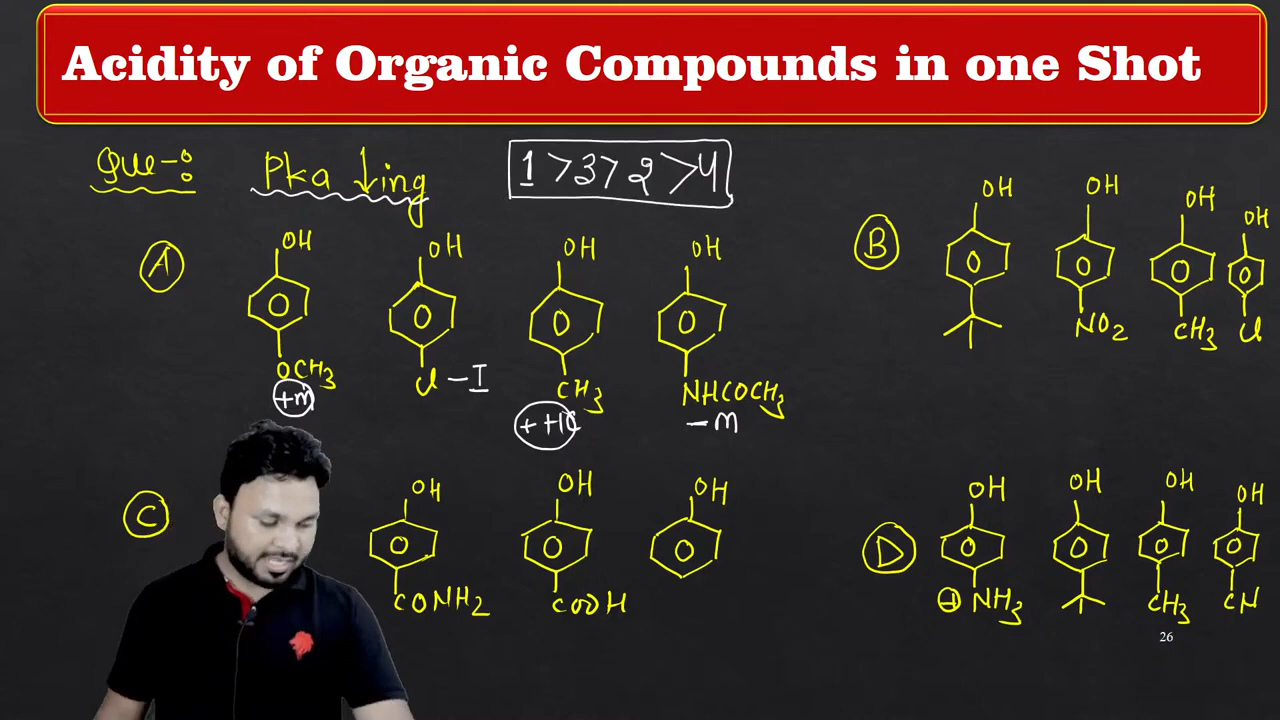 Acidity of Organic Compounds in one Shot
Que-:
Pka ↓ing
1 > 3 > 2 > 4
A
OH
OCH3
+m
OH
Cl -I
OH
CH3
OH
NHCOCH3
-m
B
OH
OH
NO2
OH
CH3
OH
Cl
C
OH
CONH2
OH
COOH
OH
D
OH
⊕ NH3
OH
OH
CH3
OH
CN
26